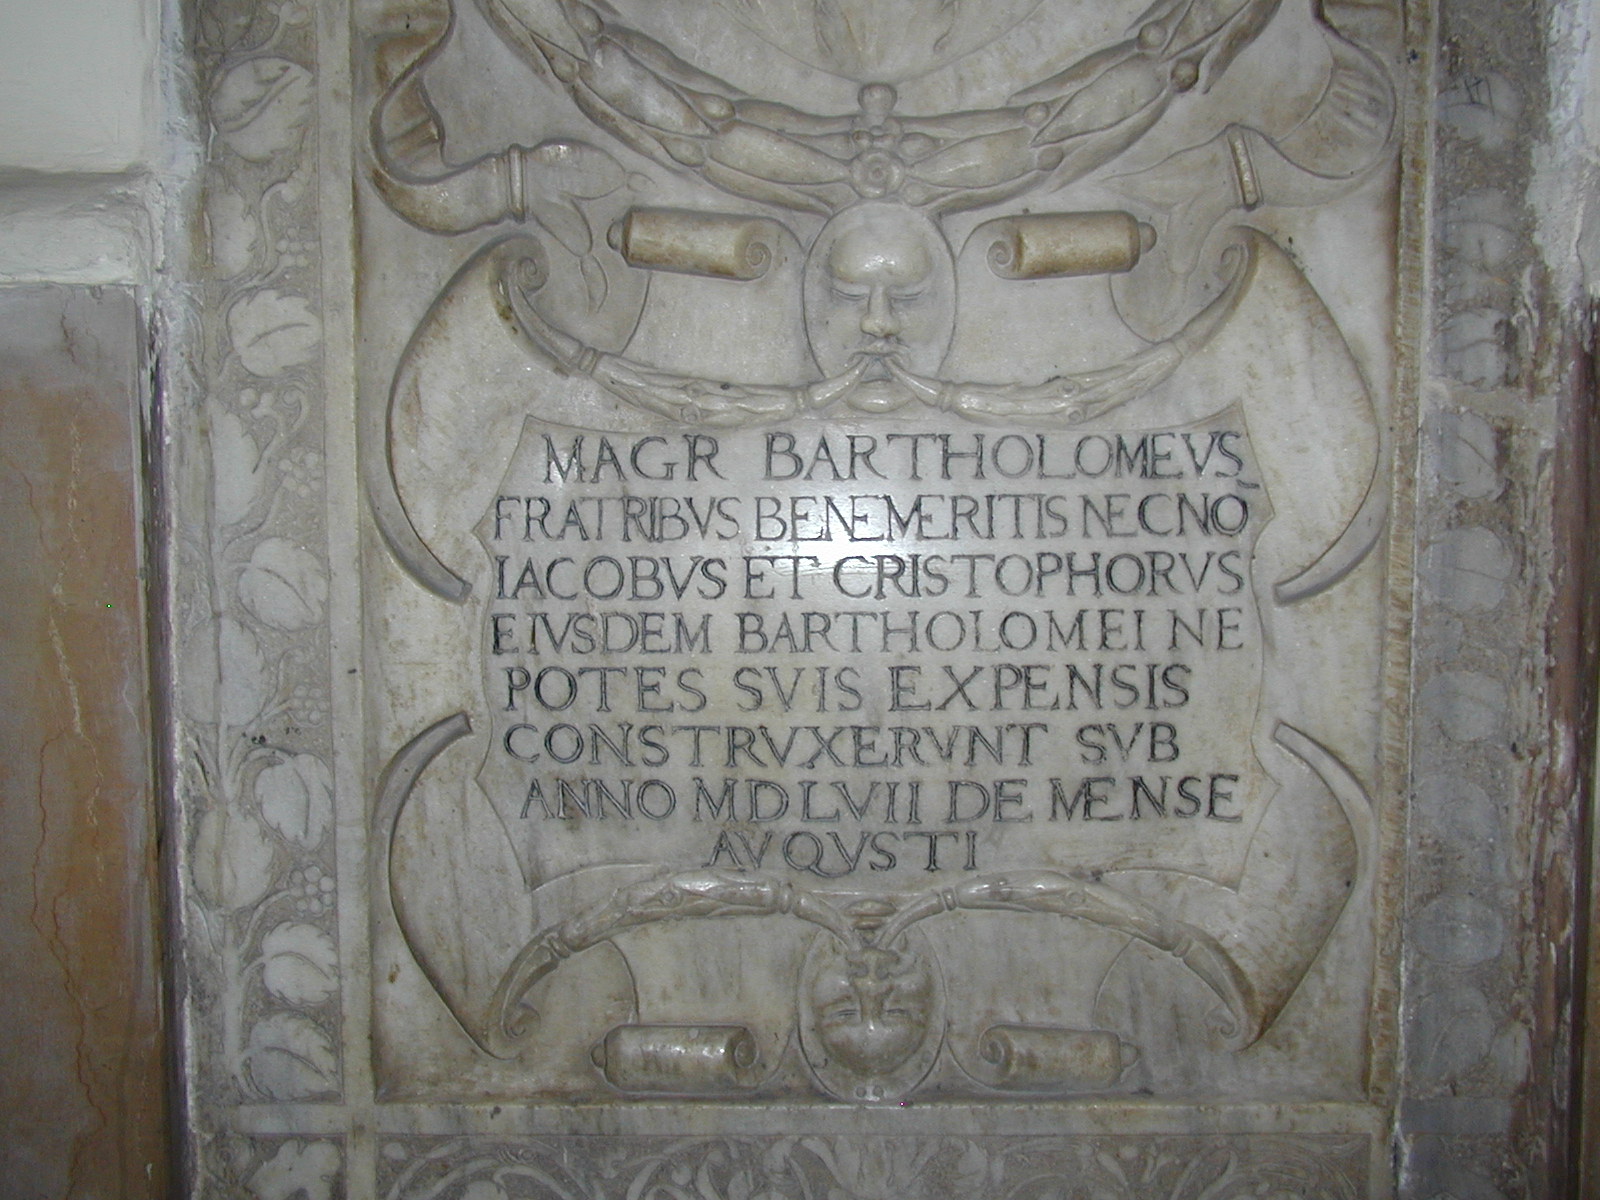 MAGR BARTHOLOMEVS
FRATRIBVS BENEMERITIS NECNŌ
IACOBVS ET CRISTOPHORVS
EIVSDEM BARTHOLOMEI NE
POTES SVIS EXPENSIS
CONSTRVXERVNT SVB
ANNO MDLVII DE MENSE
AVQVSTI